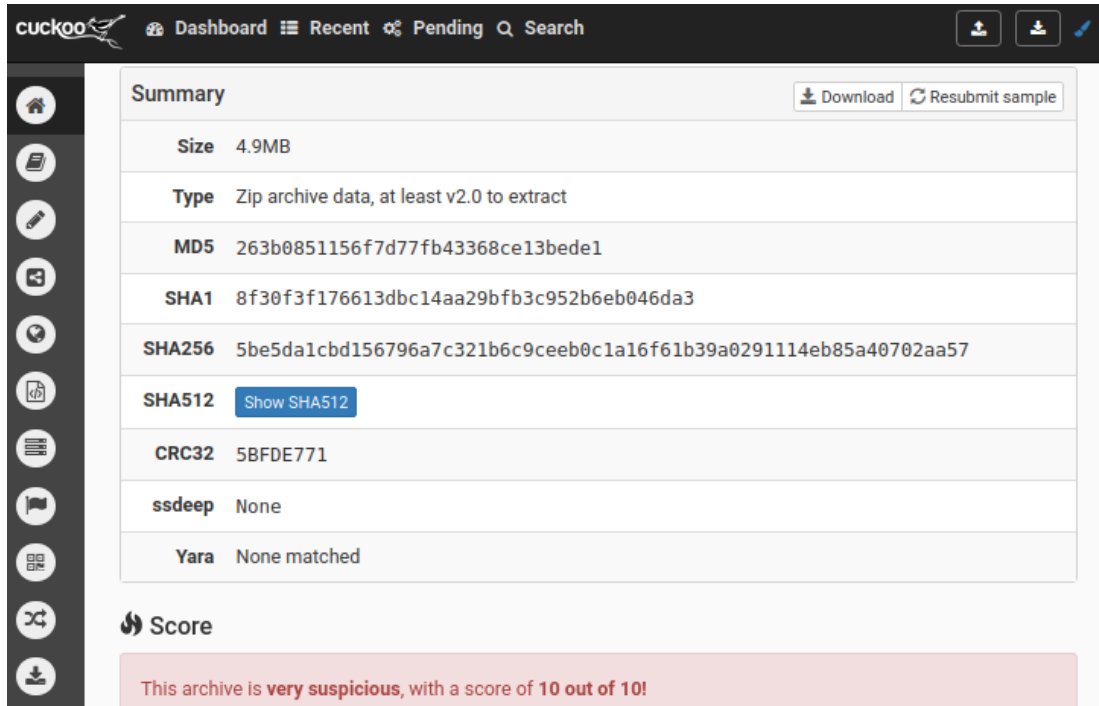 cuckoo Dashboard Recent Pending Search
Summary Download Resubmit sample
Size 4.9MB
Type Zip archive data, at least v2.0 to extract
MD5 263b0851156f7d77fb43368ce13bede1
SHA1 8f30f3f176613dbc14aa29bfb3c952b6eb046da3
SHA256 5be5da1cbd156796a7c321b6c9ceeb0c1a16f61b39a0291114eb85a40702aa57
SHA512 Show SHA512
CRC32 5BFDE771
ssdeep None
Yara None matched
Score
This archive is very suspicious, with a score of 10 out of 10!